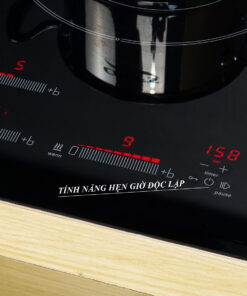 5
+b
158
+b
9
+b
warm
timer
TÍNH NĂNG HẸN GIỜ ĐỘC LẬP
pause